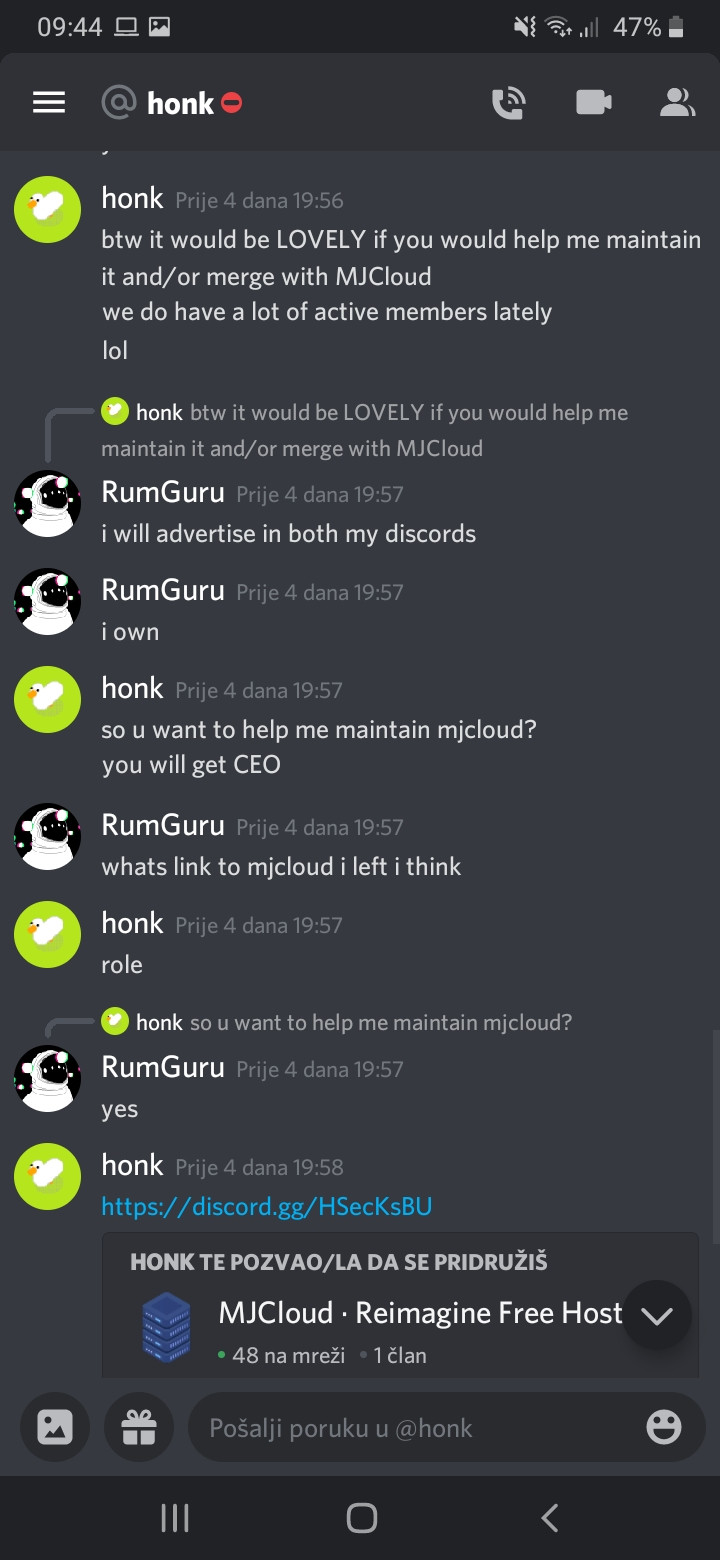 09:44 47%
@ honk
honk Prije 4 dana 19:56
btw it would be LOVELY if you would help me maintain
it and/or merge with MJCloud
we do have a lot of active members lately
lol
honk btw it would be LOVELY if you would help me
maintain it and/or merge with MJCloud
RumGuru Prije 4 dana 19:57
i will advertise in both my discords
RumGuru Prije 4 dana 19:57
i own
honk Prije 4 dana 19:57
so u want to help me maintain mjcloud?
you will get CEO
RumGuru Prije 4 dana 19:57
whats link to mjcloud i left i think
honk Prije 4 dana 19:57
role
honk so u want to help me maintain mjcloud?
RumGuru Prije 4 dana 19:57
yes
honk Prije 4 dana 19:58
https://discord.gg/HSecKsBU
HONK TE POZVAO/LA DA SE PRIDRUŽIŠ
MJCloud · Reimagine Free Host
48 na mreži 1 član
Pošalji poruku u @honk